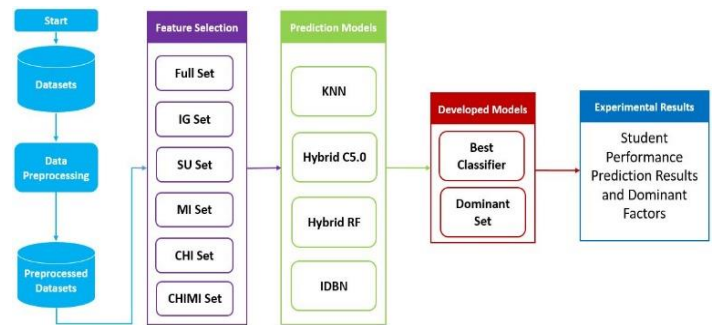 Start
Datasets
Data
Preprocessing
Preprocessed
Datasets
Feature Selection
Full Set
IG Set
SU Set
MI Set
CHI Set
CHIMI Set
Prediction Models
KNN
Hybrid C5.0
Hybrid RF
IDBN
Developed Models
Best
Classifier
Dominant
Set
Experimental Results
Student
Performance
Prediction Results
and Dominant
Factors